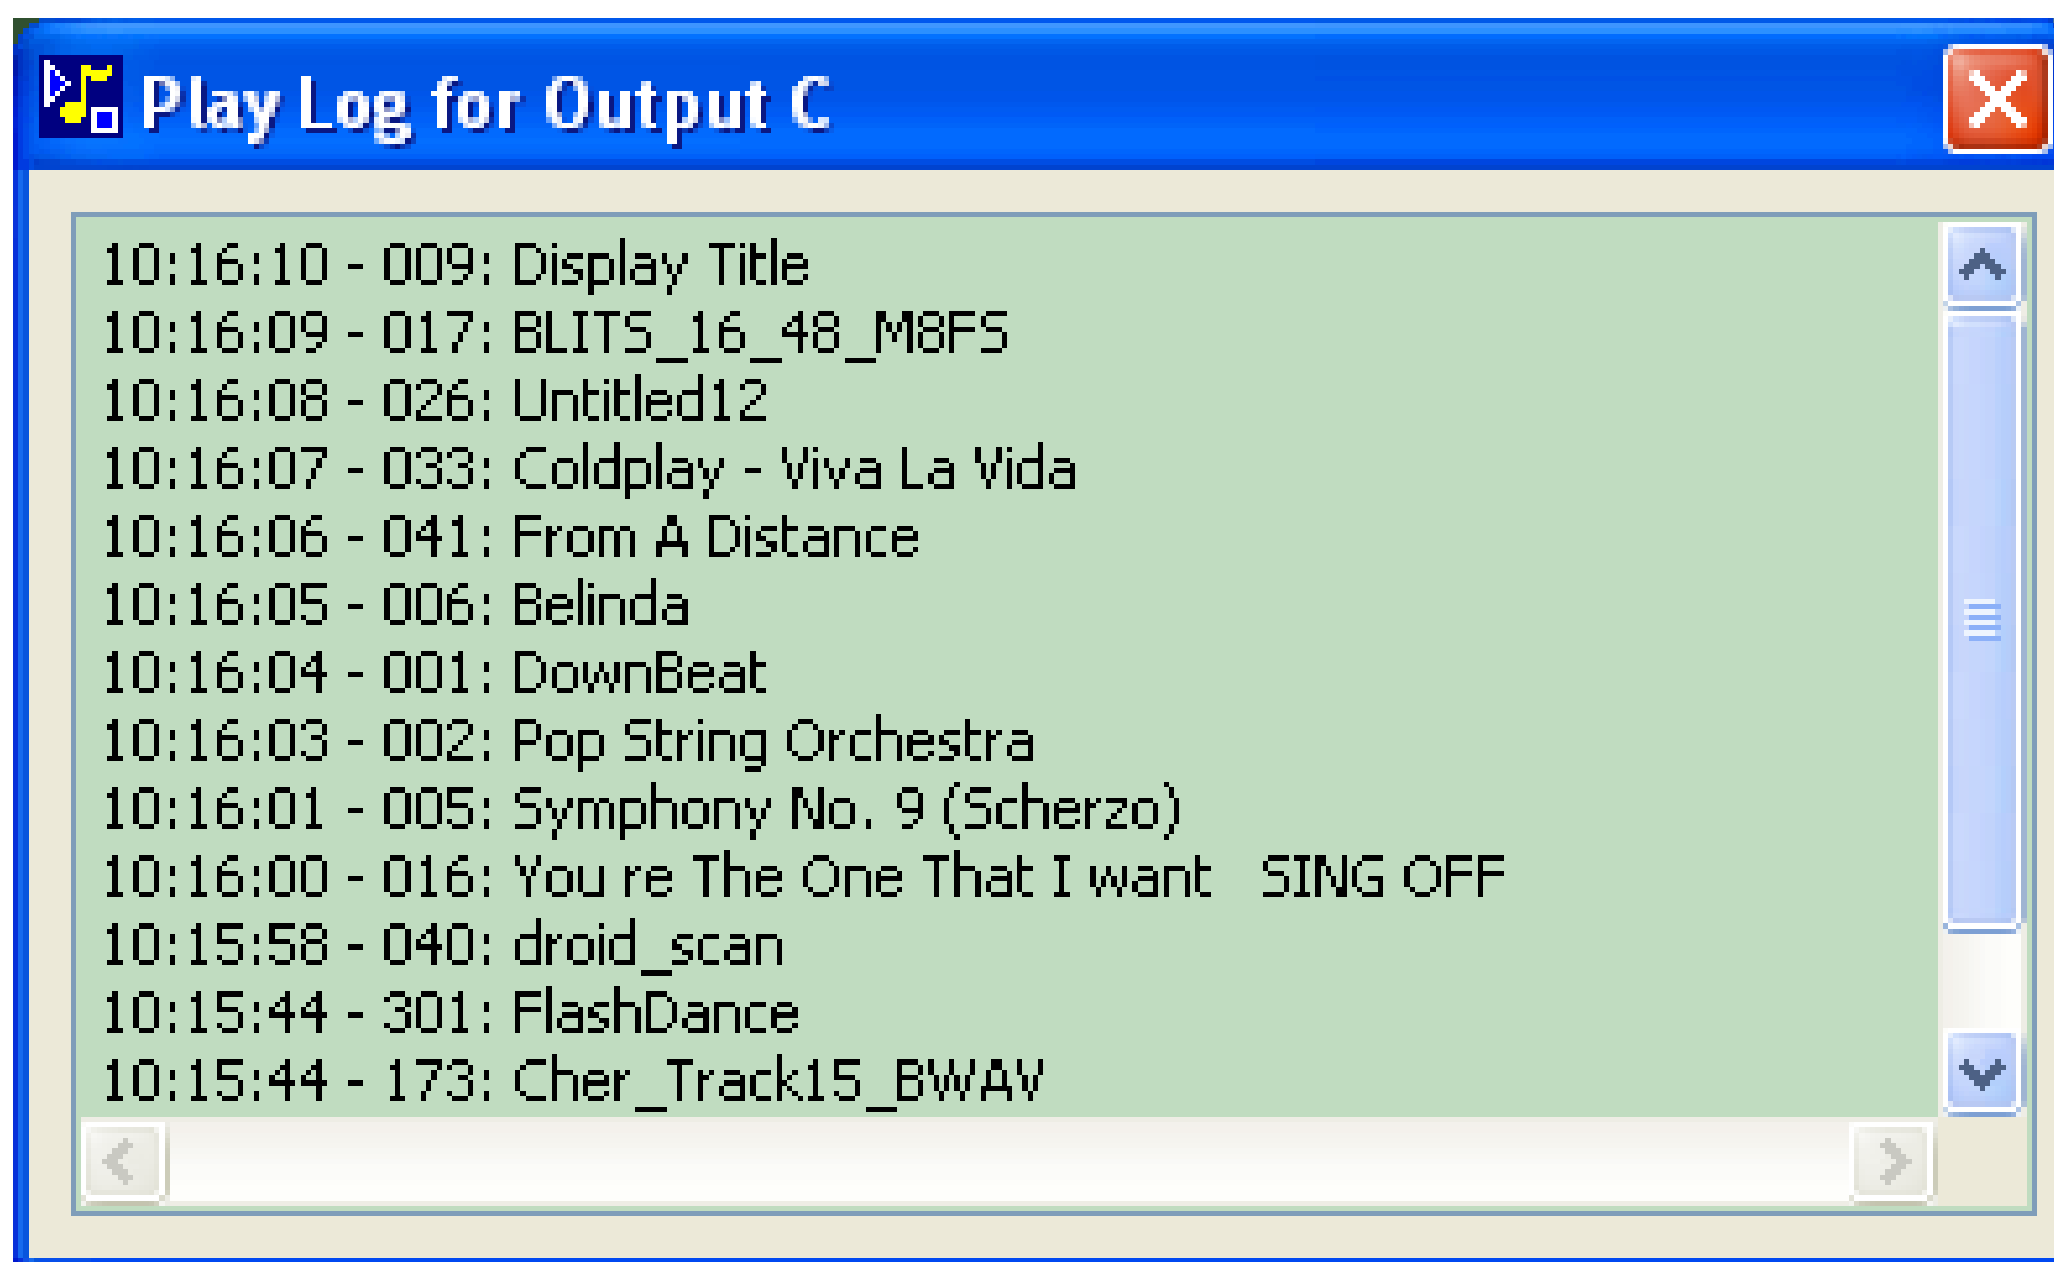 Play Log for Output C
10:16:10 - 009: Display Title
10:16:09 - 017: BLITS_16_48_M8FS
10:16:08 - 026: Untitled12
10:16:07 - 033: Coldplay - Viva La Vida
10:16:06 - 041: From A Distance
10:16:05 - 006: Belinda
10:16:04 - 001: DownBeat
10:16:03 - 002: Pop String Orchestra
10:16:01 - 005: Symphony No. 9 (Scherzo)
10:16:00 - 016: You re The One That I want   SING OFF
10:15:58 - 040: droid_scan
10:15:44 - 301: FlashDance
10:15:44 - 173: Cher_Track15_BWAV